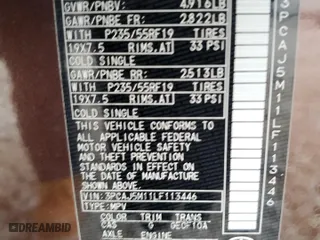 GVWR/PNBV: 4916LB
GAWR/PNBE FR: 2822LB
WITH P235/55RF19 TIRES
19X7.5 RIMS,AT 33 PSI
COLD SINGLE
GAWR/PNBE RR: 2513LB
WITH P235/55RF19 TIRES
19X7.5 RIMS,AT 33 PSI
COLD SINGLE
THIS VEHICLE CONFORMS
TO ALL APPLICABLE
FEDERAL MOTOR
VEHICLE SAFETY
AND THEFT PREVENTION
STANDARDS IN EFFECT ON
THE DATE OF MANUFACTURE
SHOWN ABOVE.
VIN:3PCAJ5M11LF113446
TYPE:MPV
COLOR TRIM TRANS
CAS G
AXLE ENGINE
3PCAJ5M11LF113446